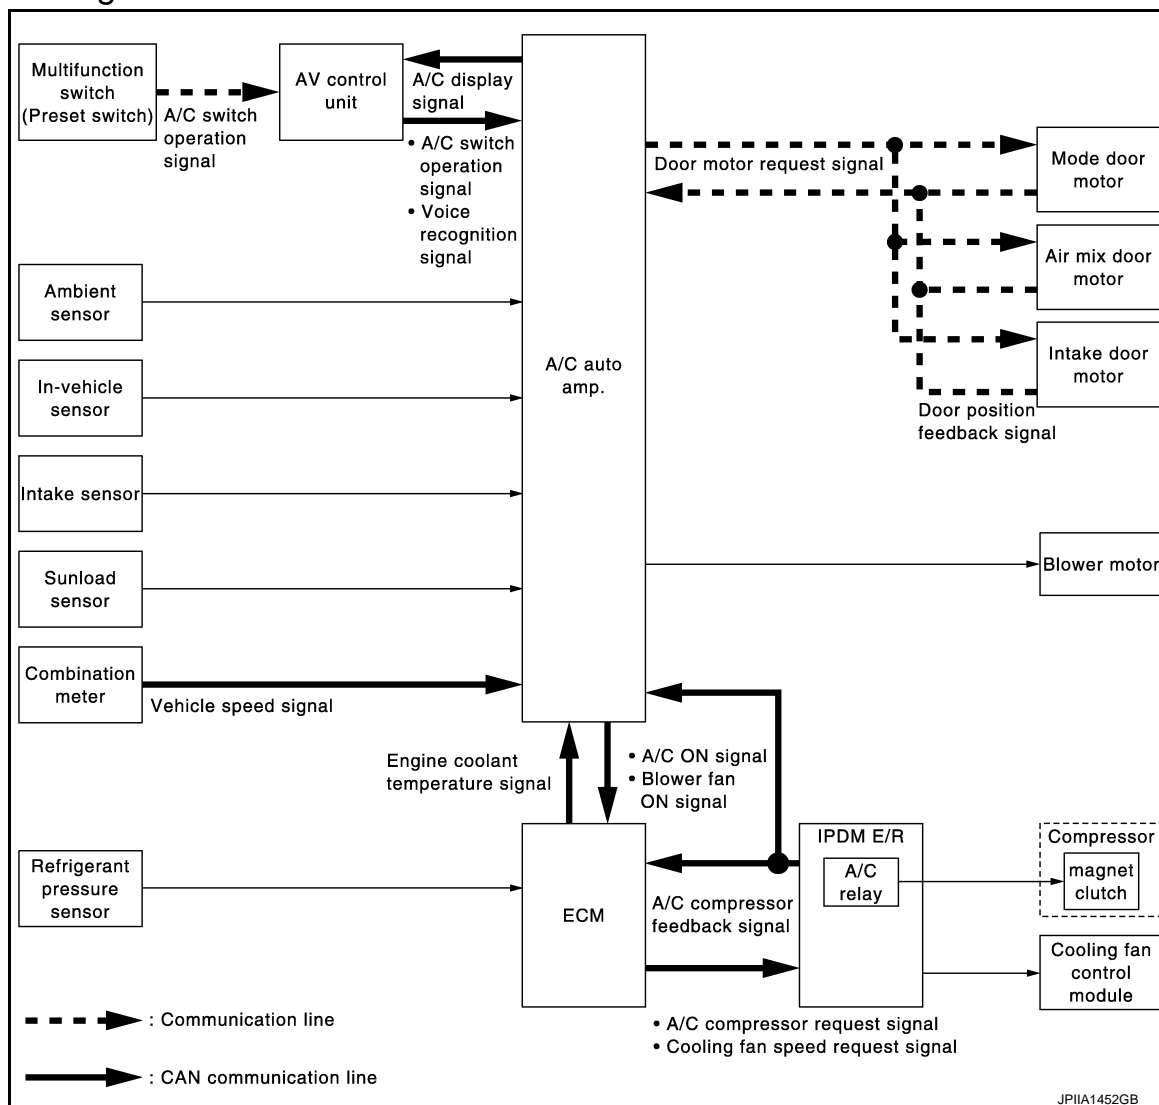 Multifunction
switch
(Preset switch)
A/C switch
operation
signal
AV control
unit
A/C display
signal
• A/C switch
operation
signal
• Voice
recognition
signal
Door motor request signal
Mode door
motor
Air mix door
motor
Intake door
motor
Door position
feedback signal
Ambient
sensor
In-vehicle
sensor
Intake sensor
Sunload
sensor
Combination
meter
Vehicle speed signal
A/C auto
amp.
Blower motor
Engine coolant
temperature signal
• A/C ON signal
• Blower fan
ON signal
Refrigerant
pressure
sensor
ECM
A/C compressor
feedback signal
IPDM E/R
A/C
relay
Compressor
magnet
clutch
Cooling fan
control
module
• A/C compressor request signal
• Cooling fan speed request signal
: Communication line
: CAN communication line
JPIIA1452GB